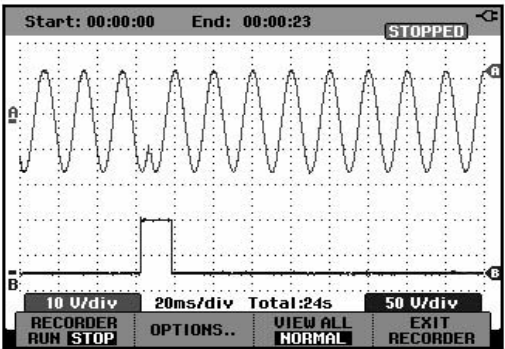 Start: 00:00:00 End: 00:00:23
STOPPED
A
A
B
B
10 V/div 20ms/div Total:24s 50 V/div
RECORDER RUN STOP
OPTIONS..
VIEW ALL NORMAL
EXIT RECORDER